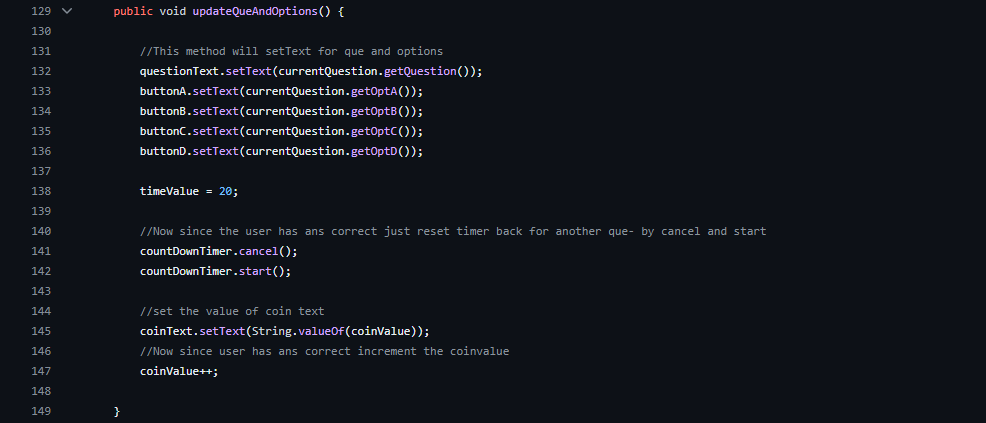 129 public void updateQueAndOptions() {
130
131 //This method will setText for que and options
132 questionText.setText(currentQuestion.getQuestion());
133 buttonA.setText(currentQuestion.getOptA());
134 buttonB.setText(currentQuestion.getOptB());
135 buttonC.setText(currentQuestion.getOptC());
136 buttonD.setText(currentQuestion.getOptD());
137
138 timeValue = 20;
139
140 //Now since the user has ans correct just reset timer back for another que- by cancel and start
141 countDownTimer.cancel();
142 countDownTimer.start();
143
144 //set the value of coin text
145 coinText.setText(String.valueOf(coinValue));
146 //Now since user has ans correct increment the coinvalue
147 coinValue++;
148
149 }